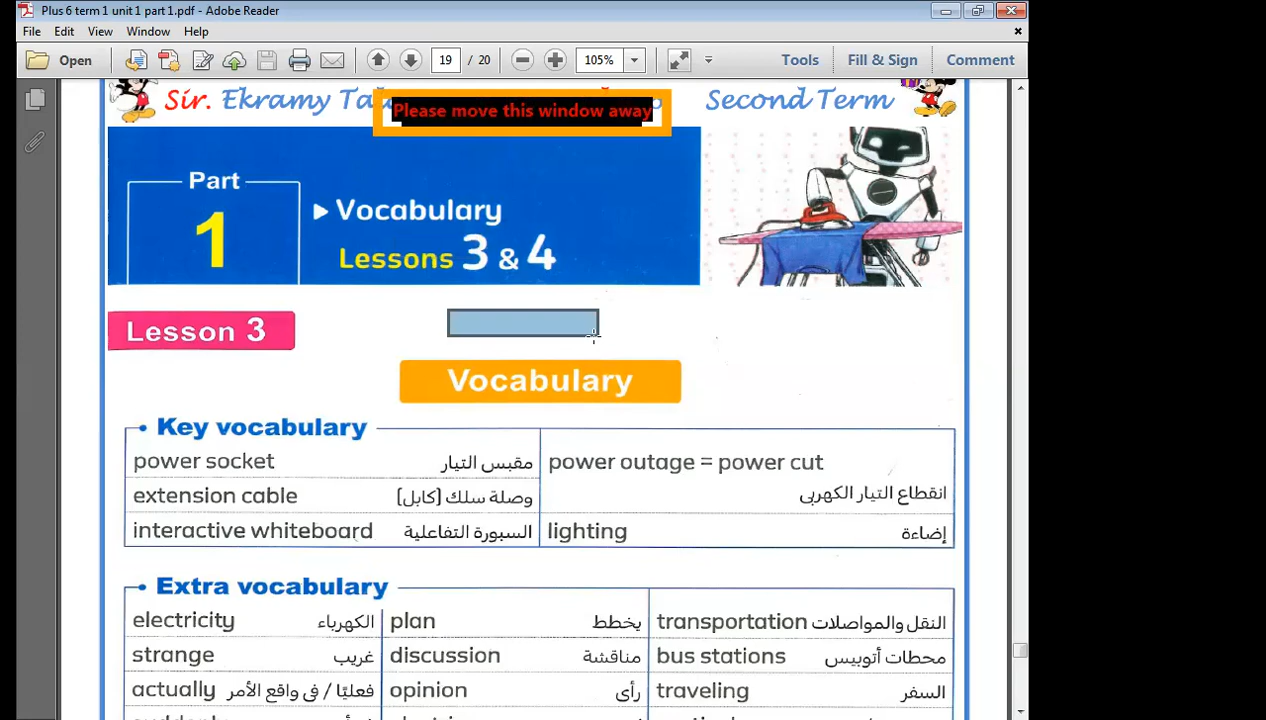 Plus 6 term 1 unit 1 part 1.pdf - Adobe Reader
File Edit View Window Help
Open 19 / 20 105% Tools Fill & Sign Comment
Sir. Ekramy Second Term
Please move this window away
Part
1
Vocabulary
Lessons 3 & 4
Lesson 3
Vocabulary
Key vocabulary
power socket مقبس التيار power outage = power cut
extension cable وصلة سلك (كابل) انقطاع التيار الكهربى
interactive whiteboard السبورة التفاعلية lighting إضاءة
Extra vocabulary
electricity الكهرباء plan يخطط transportation النقل والمواصلات
strange غريب discussion مناقشة bus stations محطات أتوبيس
actually فعليًا / فى واقع الأمر opinion رأى traveling السفر